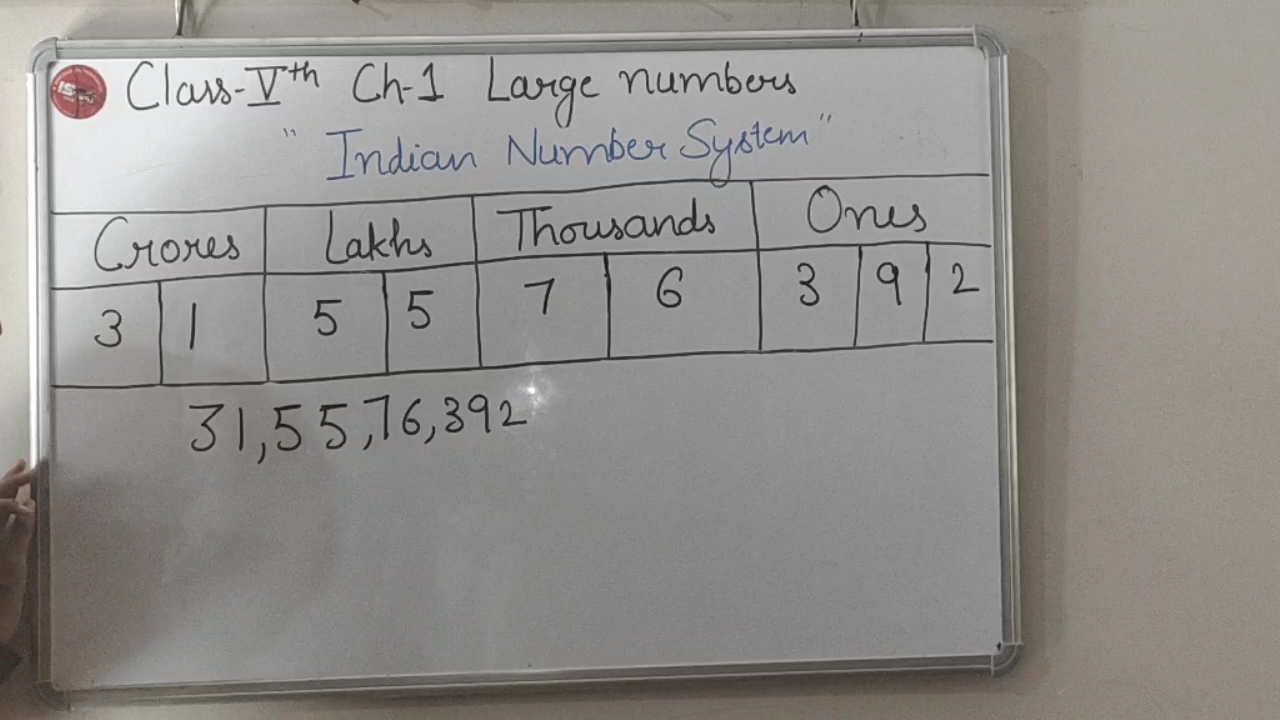 Class-Vth Ch-1 Large numbers
"Indian Number System"
Crores Lakhs Thousands Ones
3 1 5 5 7 6 3 9 2
31,55,76,392